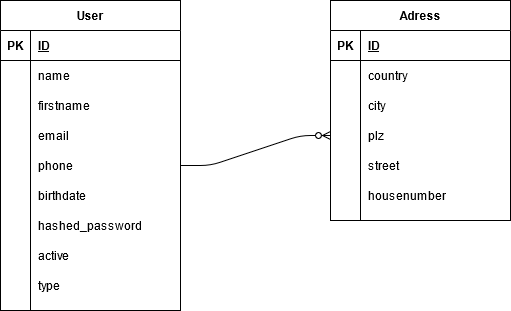 User
PK ID
name
firstname
email
phone
birthdate
hashed_password
active
type
Adress
PK ID
country
city
plz
street
housenumber